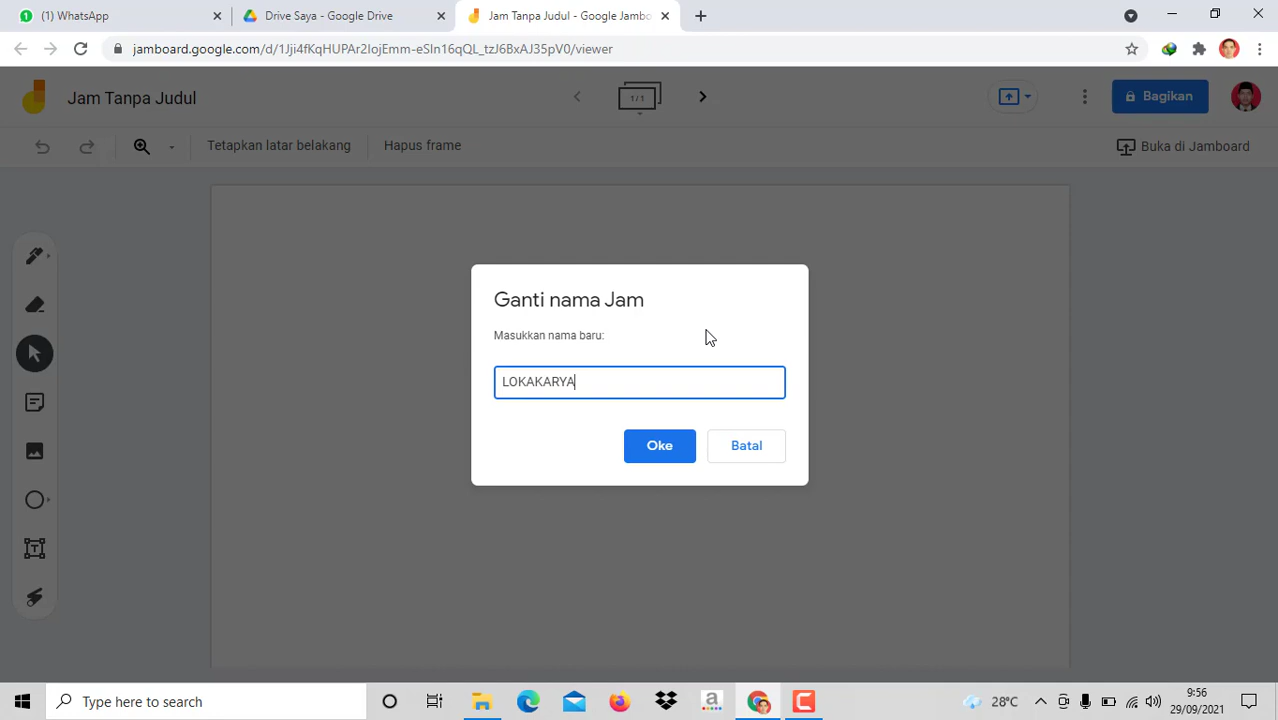 (1) WhatsApp
Drive Saya - Google Drive
Jam Tanpa Judul - Google Jambo
jamboard.google.com/d/1Jji4fKqHUPAr2IojEmm-eSIn16qQL_tzJ6BxAJ35pV0/viewer
Jam Tanpa Judul
1 / 1
Bagikan
Tetapkan latar belakang
Hapus frame
Buka di Jamboard
Ganti nama Jam
Masukkan nama baru:
LOKAKARYA
Oke
Batal
Type here to search
28°C
9:56
29/09/2021